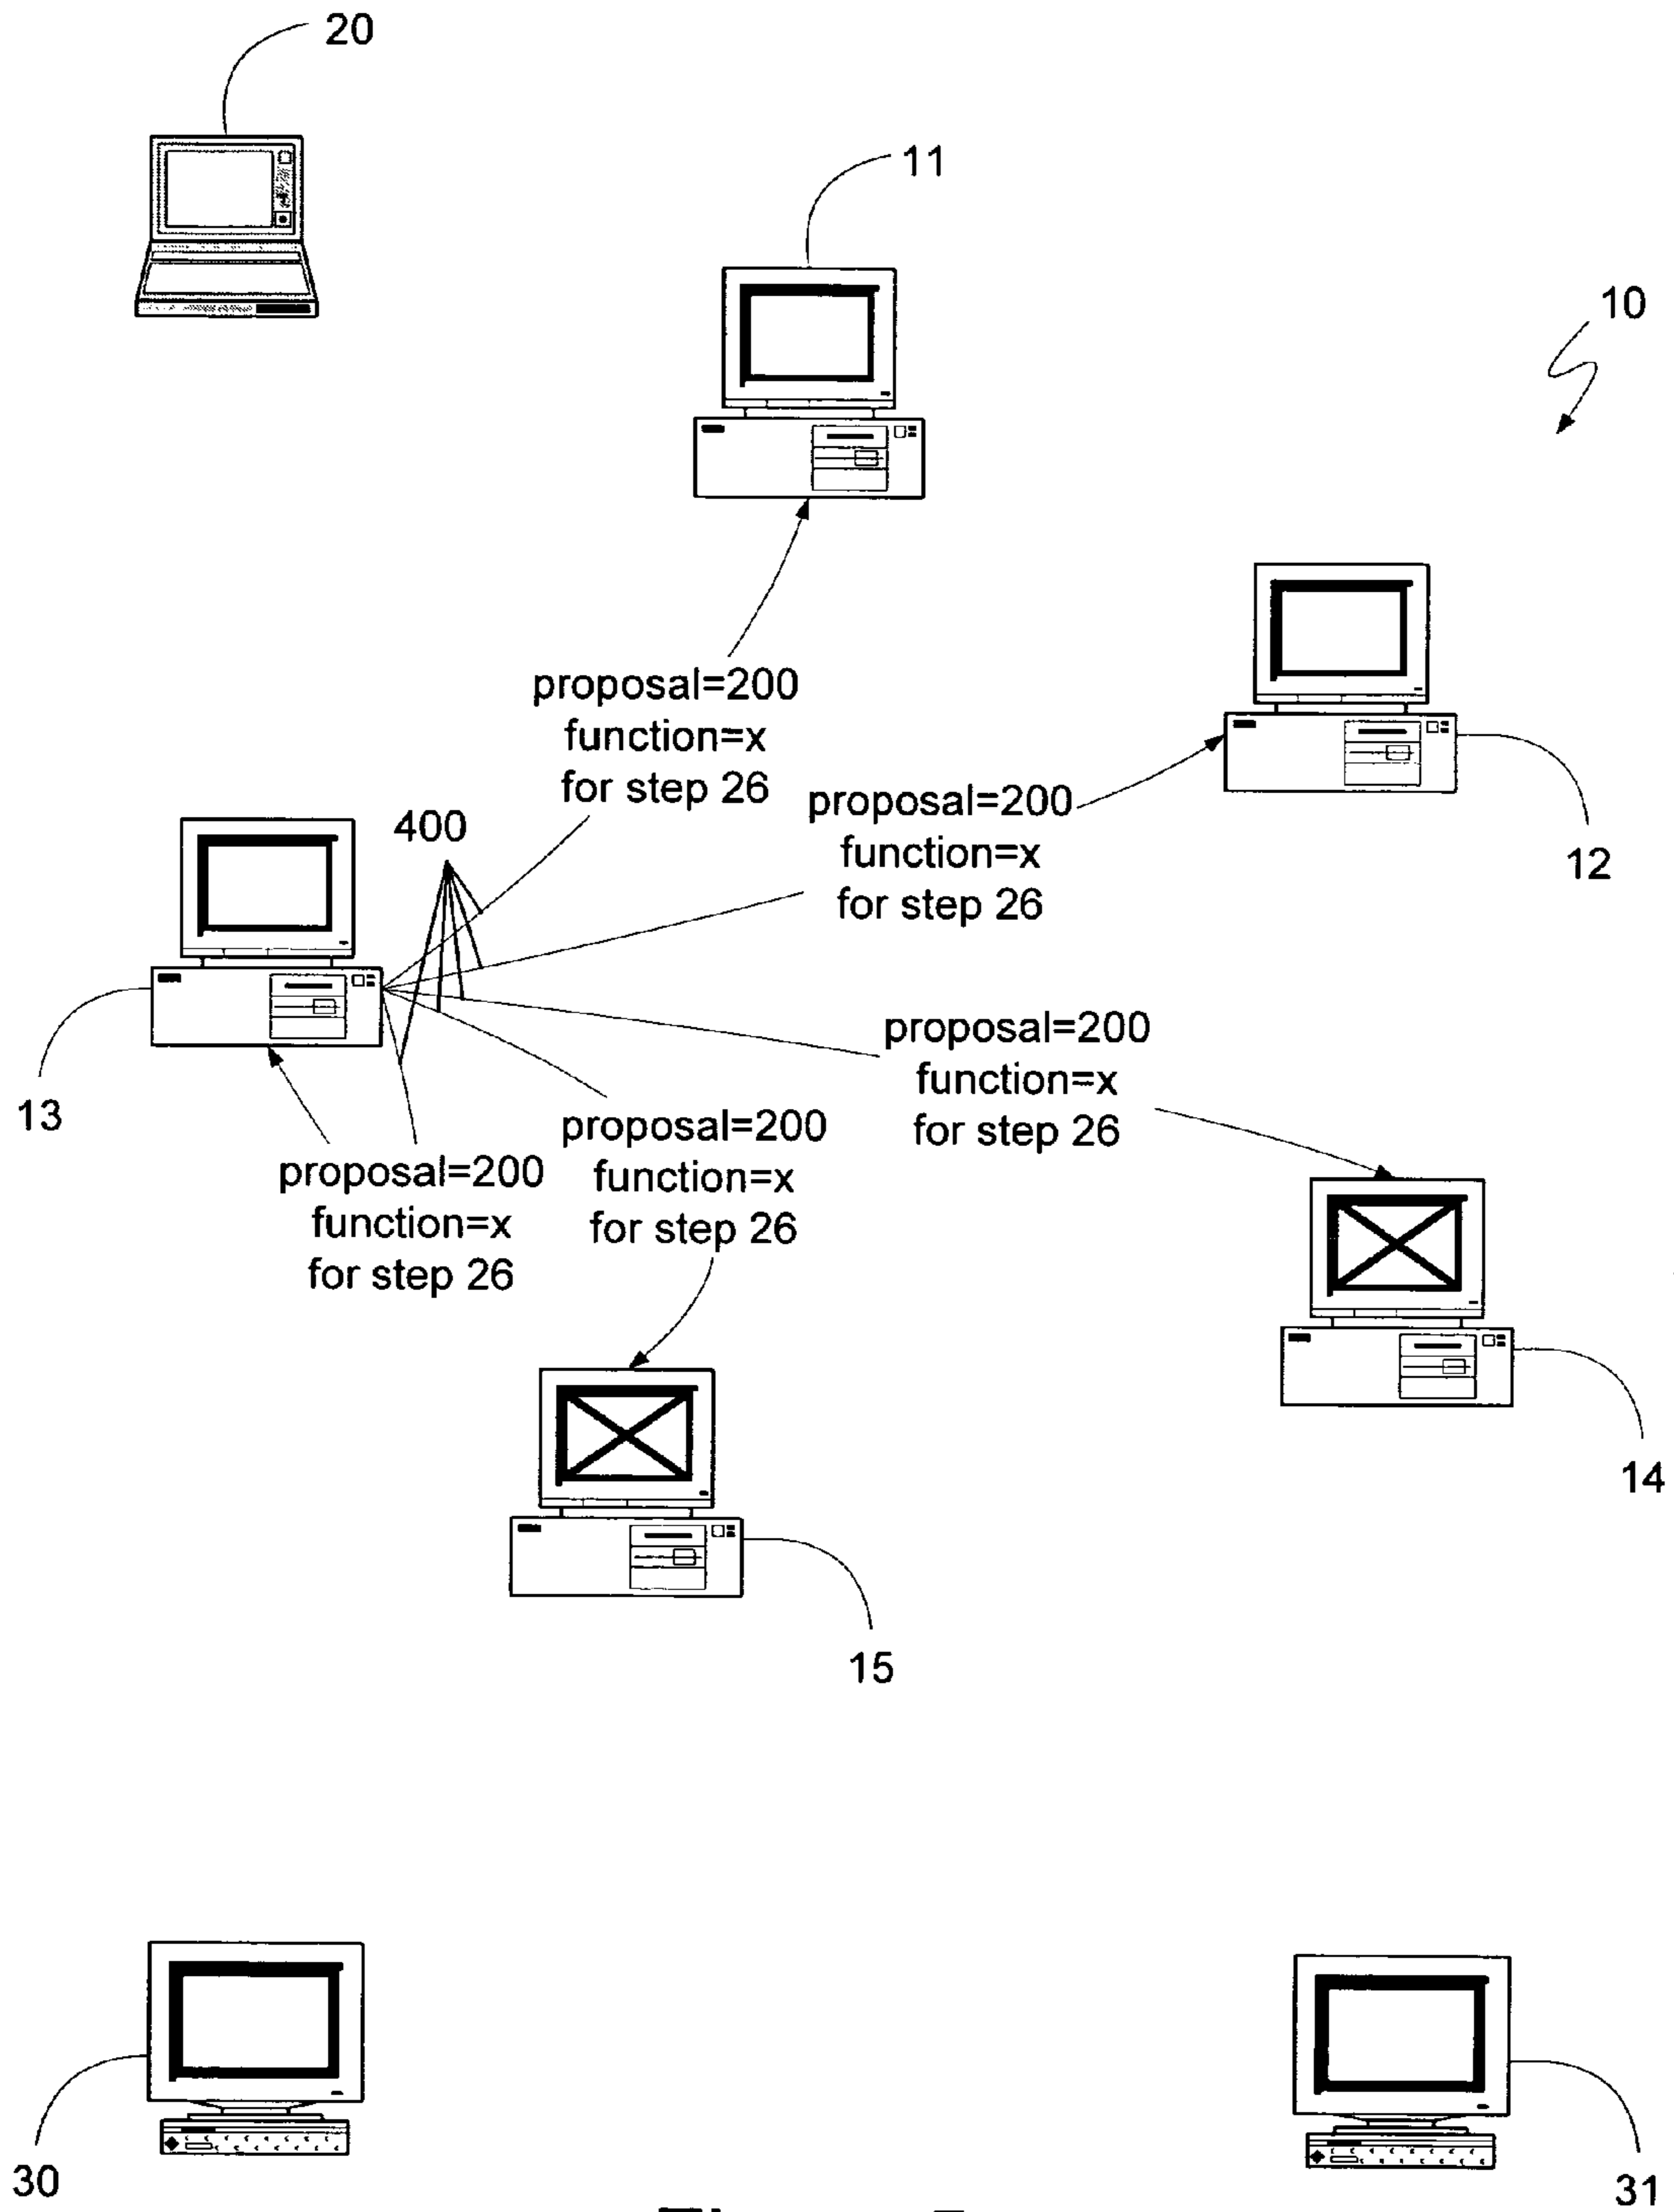 20
11
10
proposal=200
function=x
for step 26
proposal=200
function=x
for step 26
12
400
13
proposal=200
function=x
for step 26
proposal=200
function=x
for step 26
proposal=200
function=x
for step 26
14
15
30
31